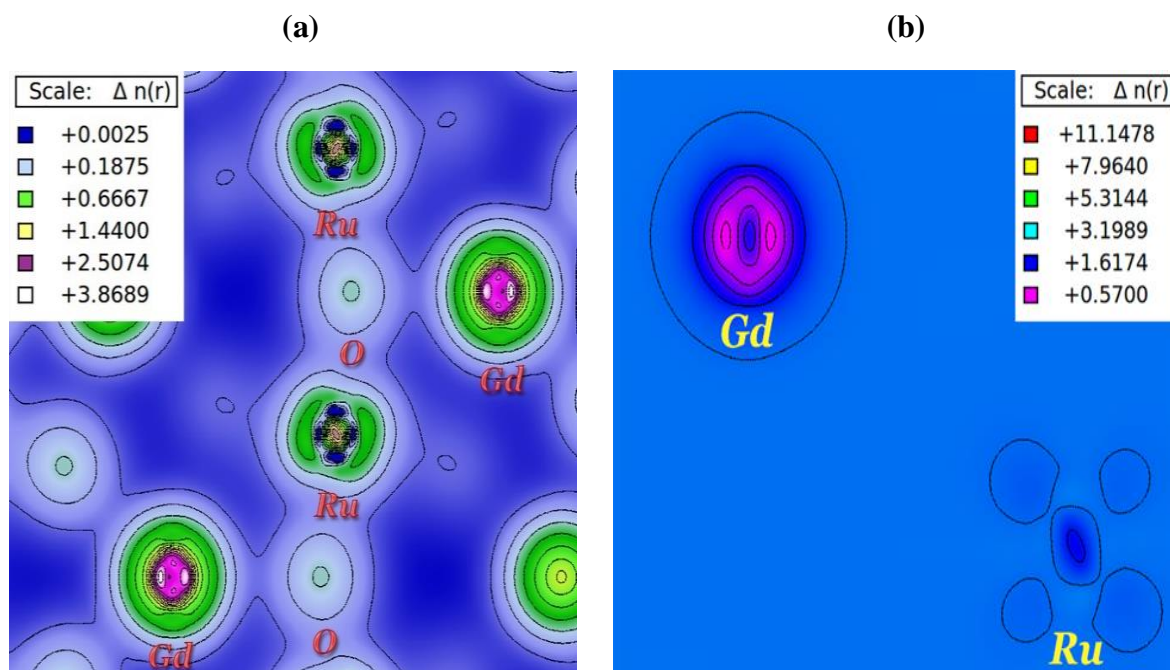 (a)
(b)
Scale: Δ n(r)
+0.0025
+0.1875
+0.6667
+1.4400
+2.5074
+3.8689
Ru
O
Gd
Ru
Gd
O
Scale: Δ n(r)
+11.1478
+7.9640
+5.3144
+3.1989
+1.6174
+0.5700
Gd
Ru